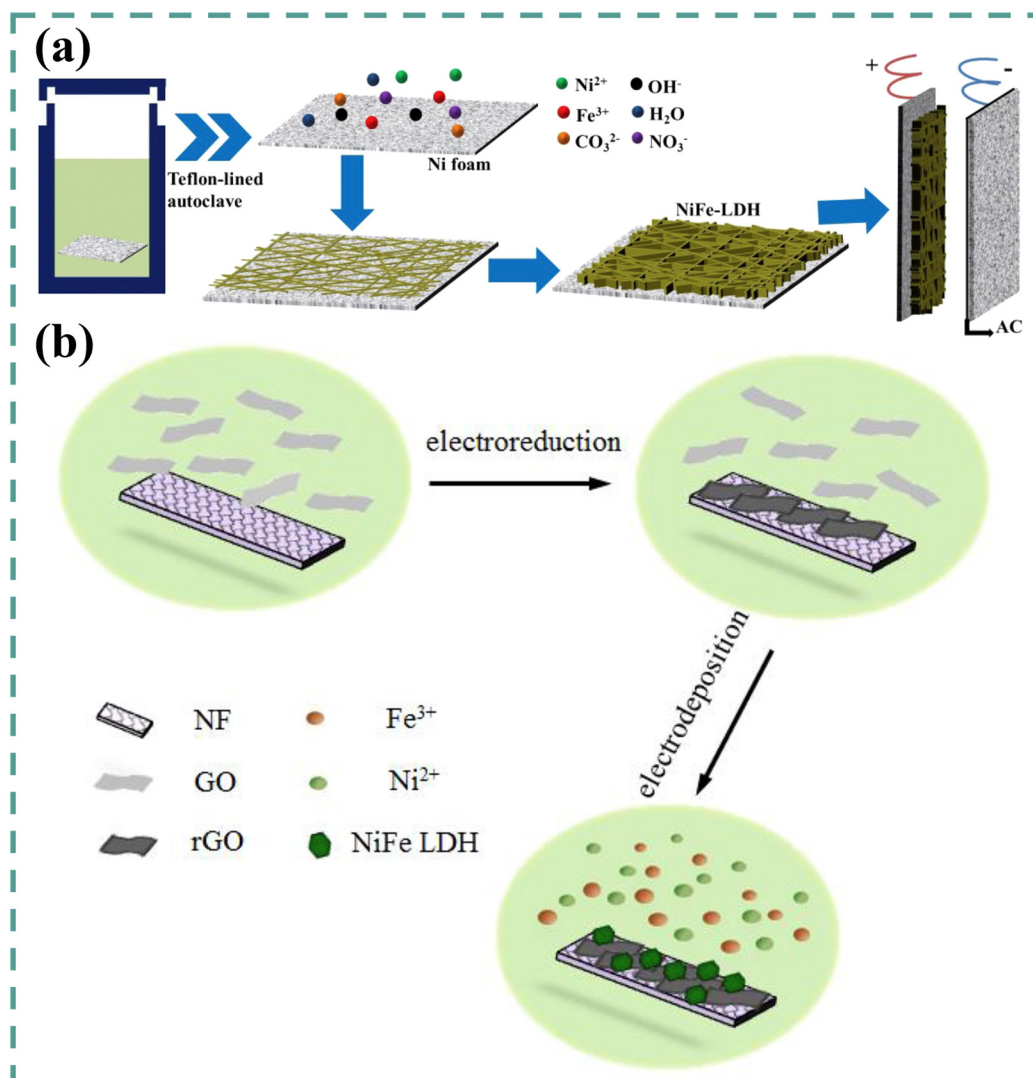 (a)
Teflon-lined
autoclave
Ni foam
Ni²⁺
OH⁻
Fe³⁺
H₂O
CO₃²⁻
NO₃⁻
NiFe-LDH
+
-
AC
(b)
electroreduction
electrodeposition
NF
Fe³⁺
GO
Ni²⁺
rGO
NiFe LDH